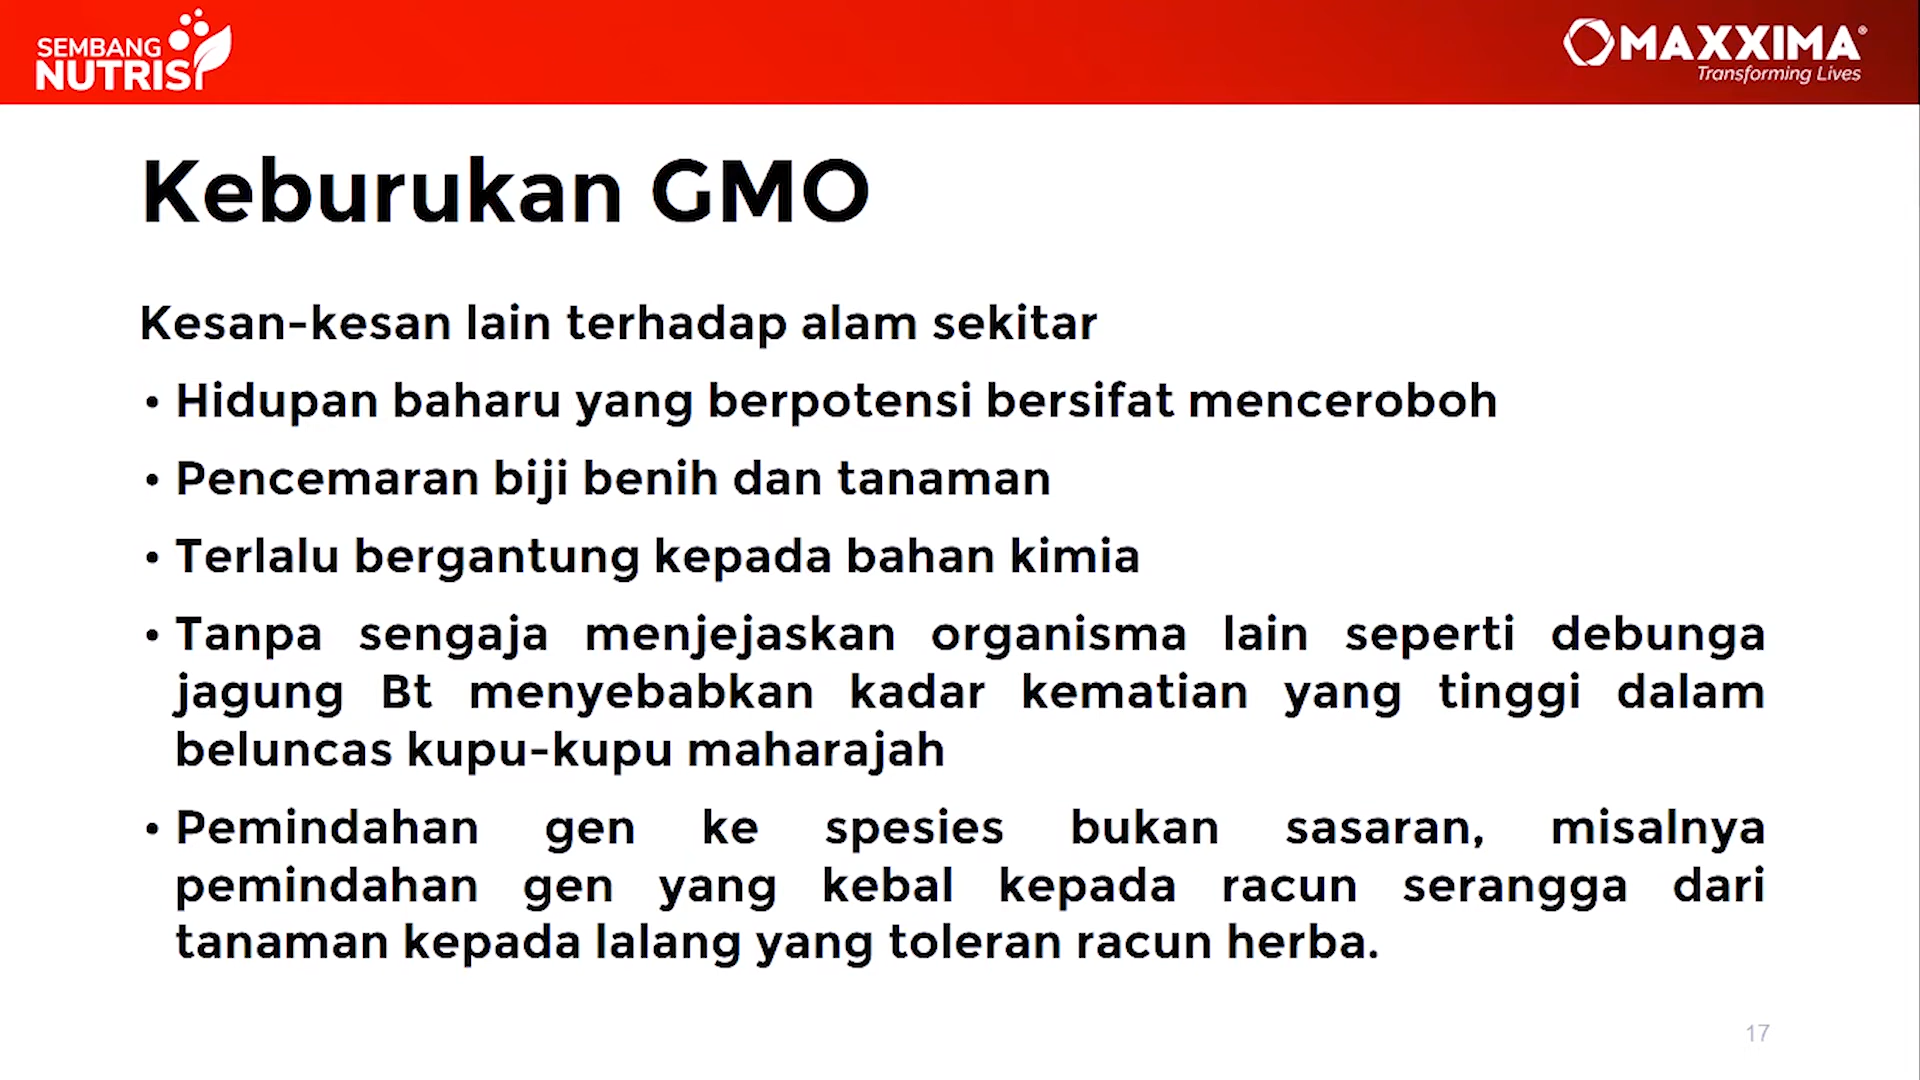 SEMBANG
NUTRISI
MAXXIMA®
Transforming Lives
Keburukan GMO
Kesan-kesan lain terhadap alam sekitar
• Hidupan baharu yang berpotensi bersifat menceroboh
• Pencemaran biji benih dan tanaman
• Terlalu bergantung kepada bahan kimia
• Tanpa sengaja menjejaskan organisma lain seperti debunga
jagung Bt menyebabkan kadar kematian yang tinggi dalam
beluncas kupu-kupu maharajah
• Pemindahan gen ke spesies bukan sasaran, misalnya
pemindahan gen yang kebal kepada racun serangga dari
tanaman kepada lalang yang toleran racun herba.
17